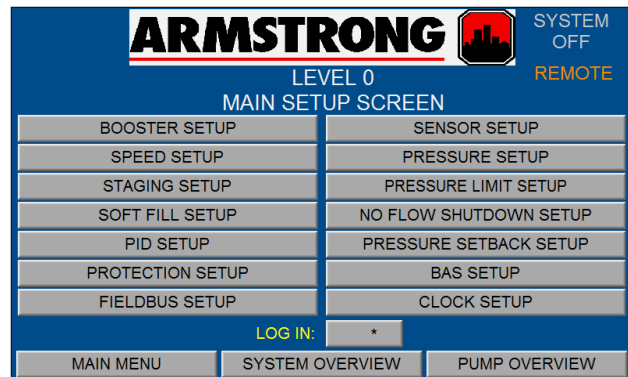 ARMSTRONG
SYSTEM
OFF
REMOTE
LEVEL 0
MAIN SETUP SCREEN
BOOSTER SETUP
SENSOR SETUP
SPEED SETUP
PRESSURE SETUP
STAGING SETUP
PRESSURE LIMIT SETUP
SOFT FILL SETUP
NO FLOW SHUTDOWN SETUP
PID SETUP
PRESSURE SETBACK SETUP
PROTECTION SETUP
BAS SETUP
FIELDBUS SETUP
CLOCK SETUP
LOG IN: *
MAIN MENU
SYSTEM OVERVIEW
PUMP OVERVIEW